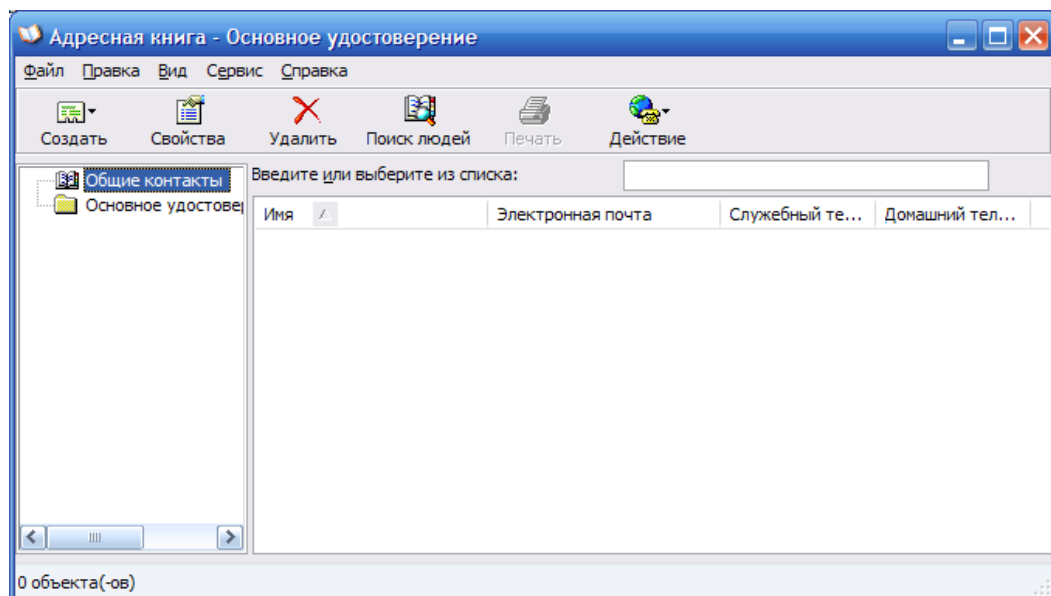 Адресная книга - Основное удостоверение
Файл Правка Вид Сервис Справка
Создать Свойства Удалить Поиск людей Печать Действие
Общие контакты
Основное удостовер
Введите или выберите из списка:
Имя Электронная почта Служебный те... Домашний тел...
0 объекта(-ов)